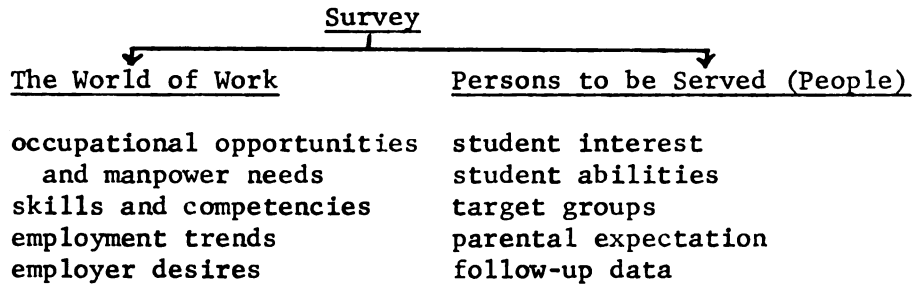 Survey
The World of Work
occupational opportunities
and manpower needs
skills and competencies
employment trends
employer desires
Persons to be Served (People)
student interest
student abilities
target groups
parental expectation
follow-up data